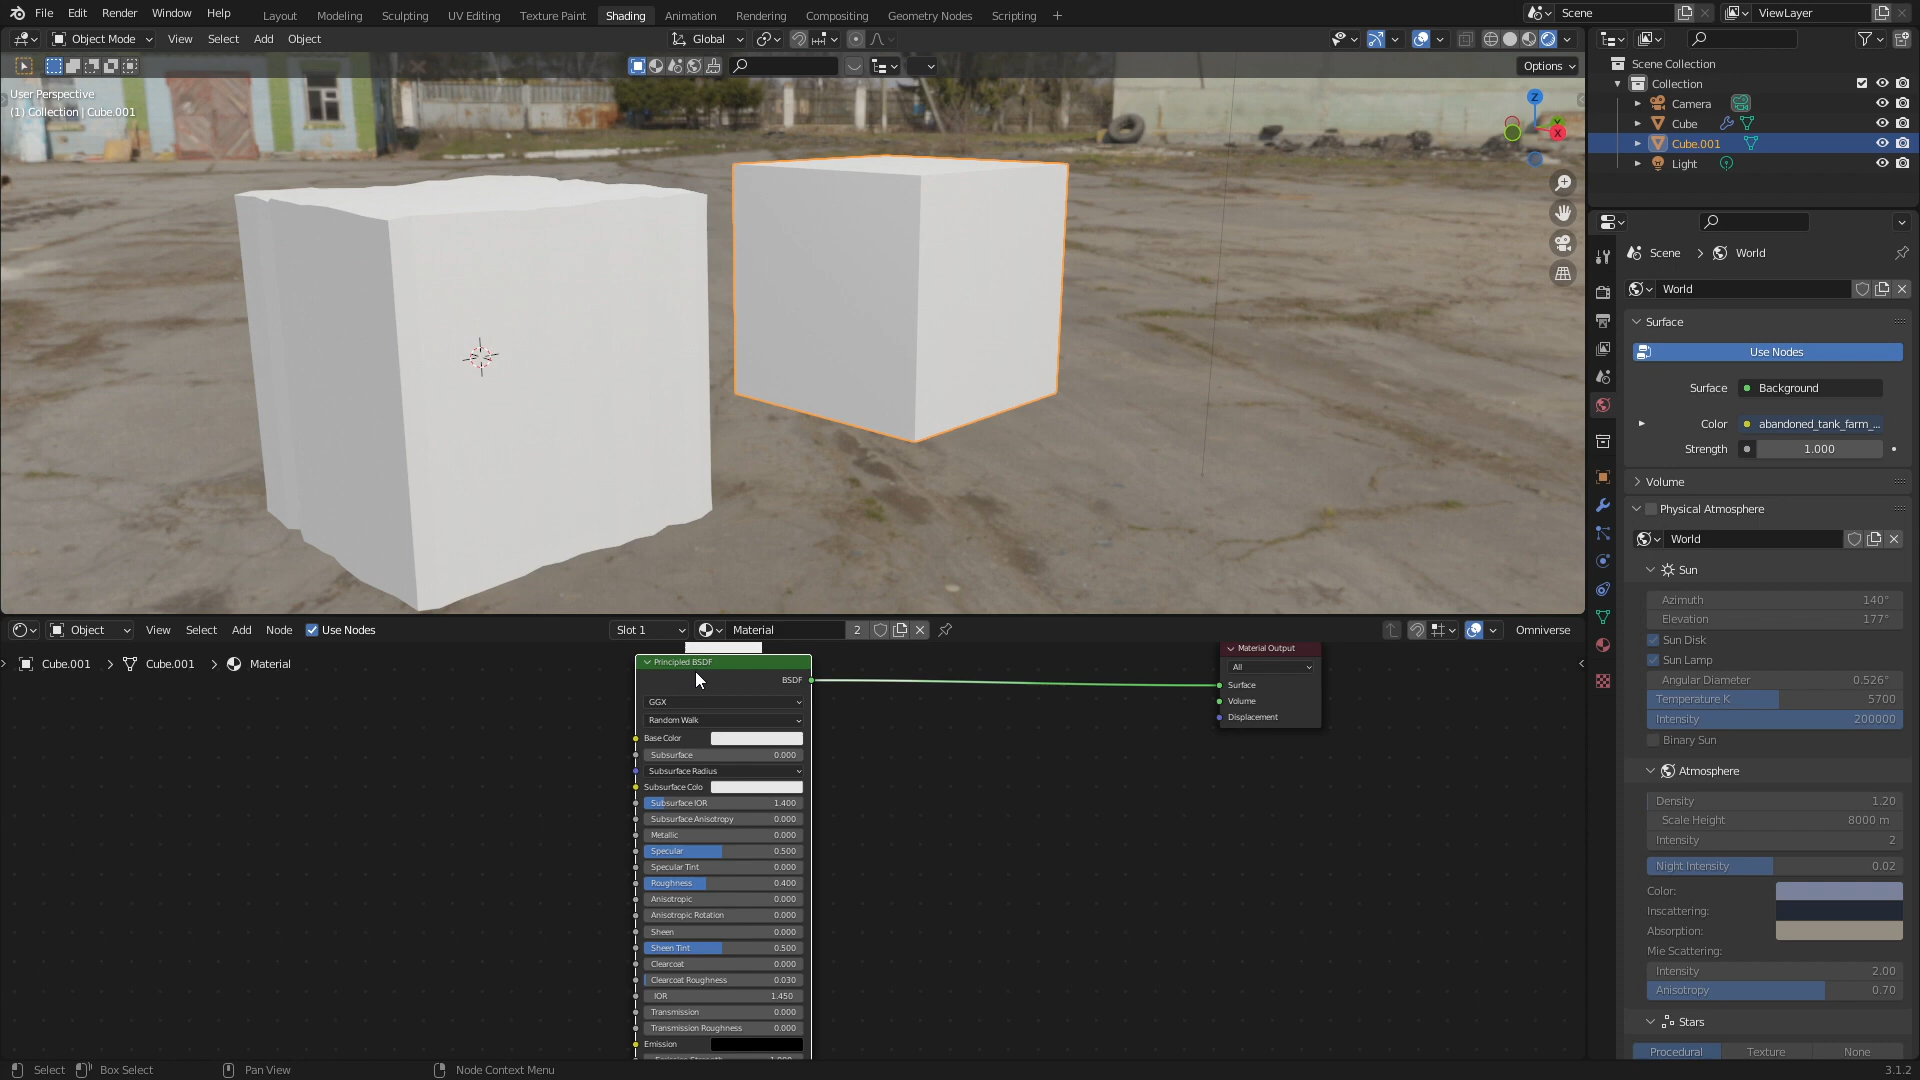 File Edit Render Window Help
Layout Modeling Sculpting UV Editing Texture Paint Shading Animation Rendering Compositing Geometry Nodes Scripting +
Scene
ViewLayer
Object Mode View Select Add Object
Global
Options
User Perspective
(1) Collection | Cube.001
Z
Y
X
Scene Collection
Collection
Camera
Cube
Cube.001
Light
Scene > World
World
Surface
Use Nodes
Surface Background
Color abandoned_tank_farm_...
Strength 1.000
Volume
Physical Atmosphere
World
Sun
Azimuth 140°
Elevation 177°
Sun Disk
Sun Lamp
Angular Diameter 0.526°
Temperature K 5700
Intensity 200000
Binary Sun
Atmosphere
Density 1.20
Scale Height 8000 m
Intensity 2
Night Intensity 0.02
Color:
Inscattering:
Absorption:
Mie Scattering:
Intensity 2.00
Anisotropy 0.70
Stars
Procedural Texture None
Object View Select Add Node Use Nodes
Slot 1
Material 2
Omniverse
Cube.001 > Cube.001 > Material
Principled BSDF
BSDF
GGX
Random Walk
Base Color
Subsurface 0.000
Subsurface Radius
Subsurface Colo
Subsurface IOR 1.400
Subsurface Anisotropy 0.000
Metallic 0.000
Specular 0.500
Specular Tint 0.000
Roughness 0.400
Anisotropic 0.000
Anisotropic Rotation 0.000
Sheen 0.000
Sheen Tint 0.500
Clearcoat 0.000
Clearcoat Roughness 0.030
IOR 1.450
Transmission 0.000
Transmission Roughness 0.000
Emission
Material Output
All
Surface
Volume
Displacement
Select Box Select Pan View Node Context Menu
3.1.2